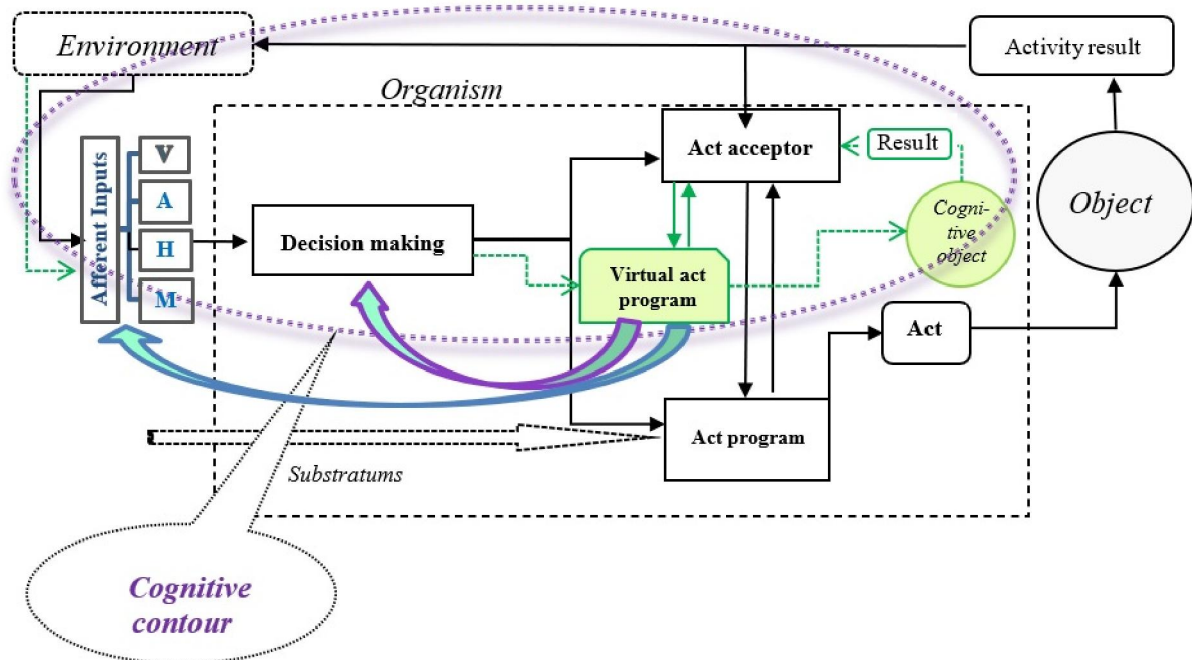 Environment
Activity result
Organism
Afferent Inputs
V
A
H
M
Decision making
Act acceptor
Result
Cogni-
tive
object
Object
Virtual act
program
Act
Act program
Substratums
Cognitive
contour